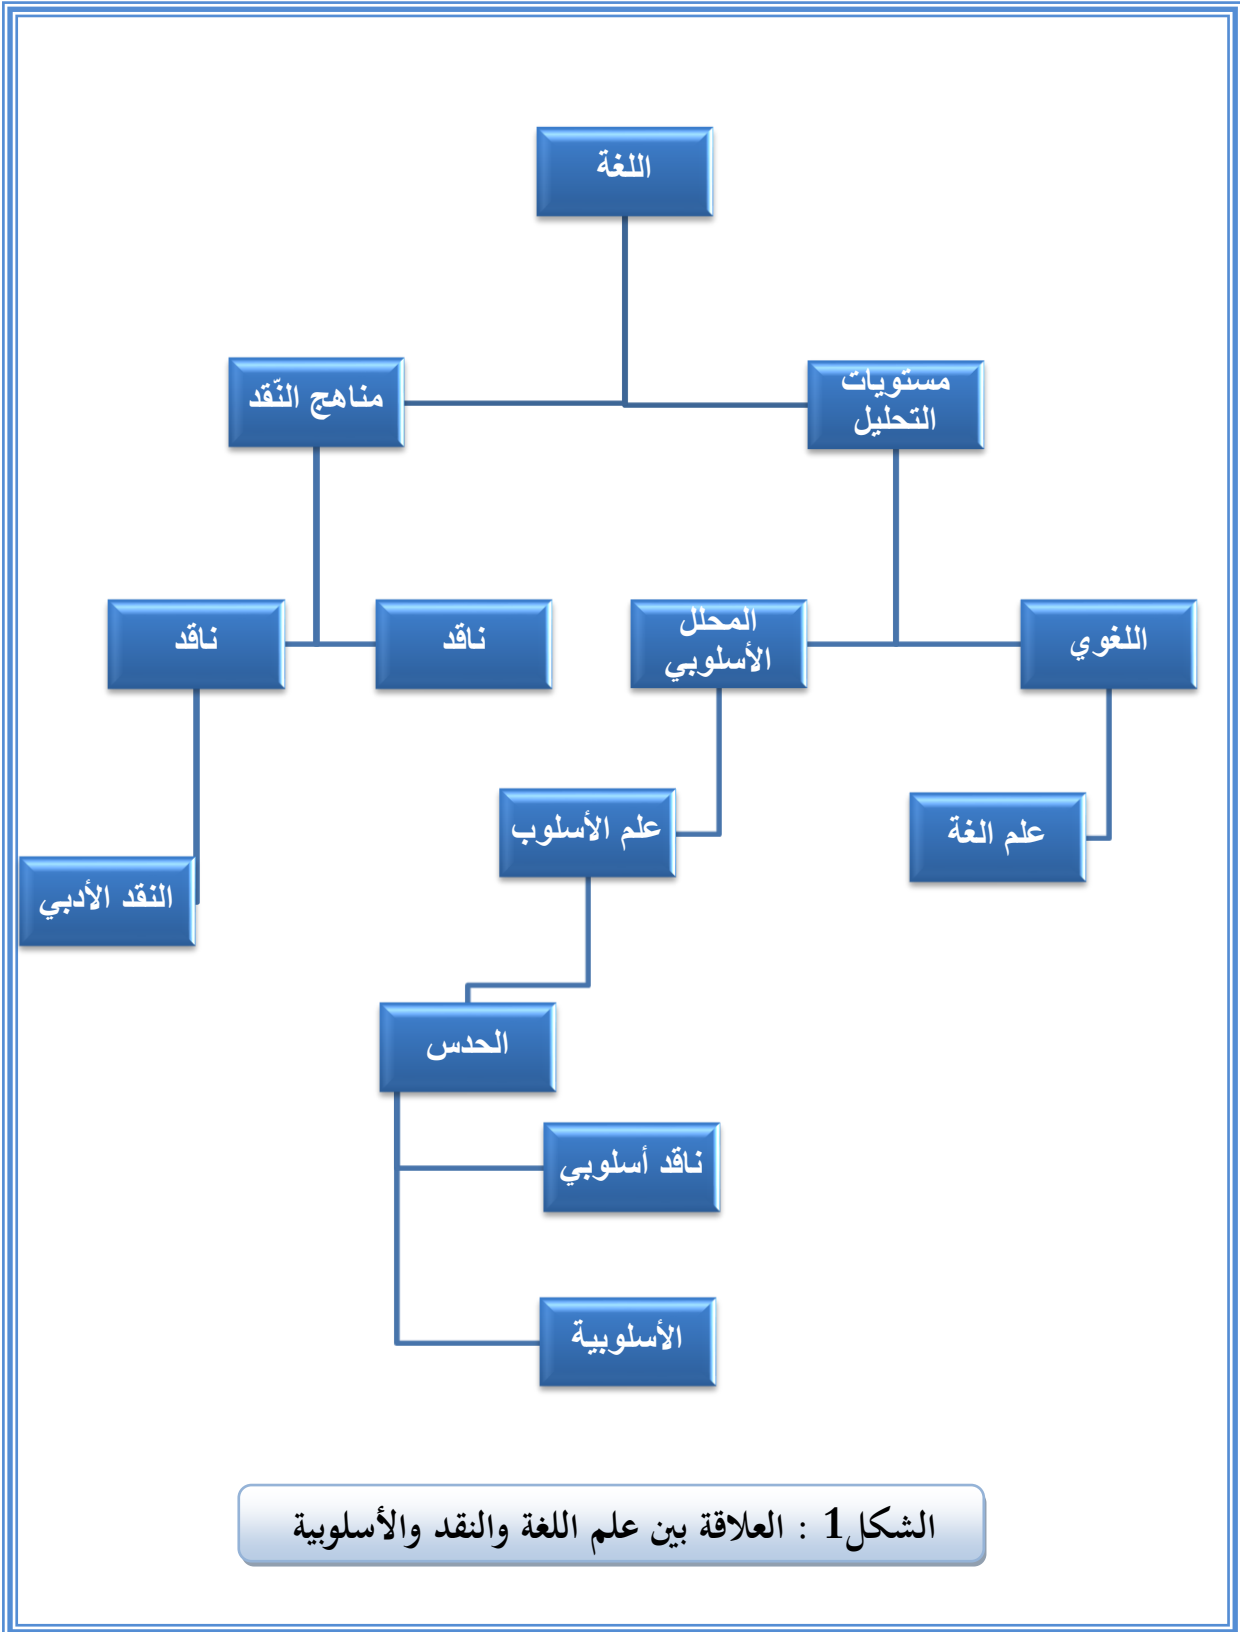 اللغة
مستويات
التحليل
مناهج النّقد
اللغوي
المحلل
الأسلوبي
ناقد
ناقد
علم الغة
علم الأسلوب
النقد الأدبي
الحدس
ناقد أسلوبي
الأسلوبية
الشكل1 : العلاقة بين علم اللغة والنقد والأسلوبية